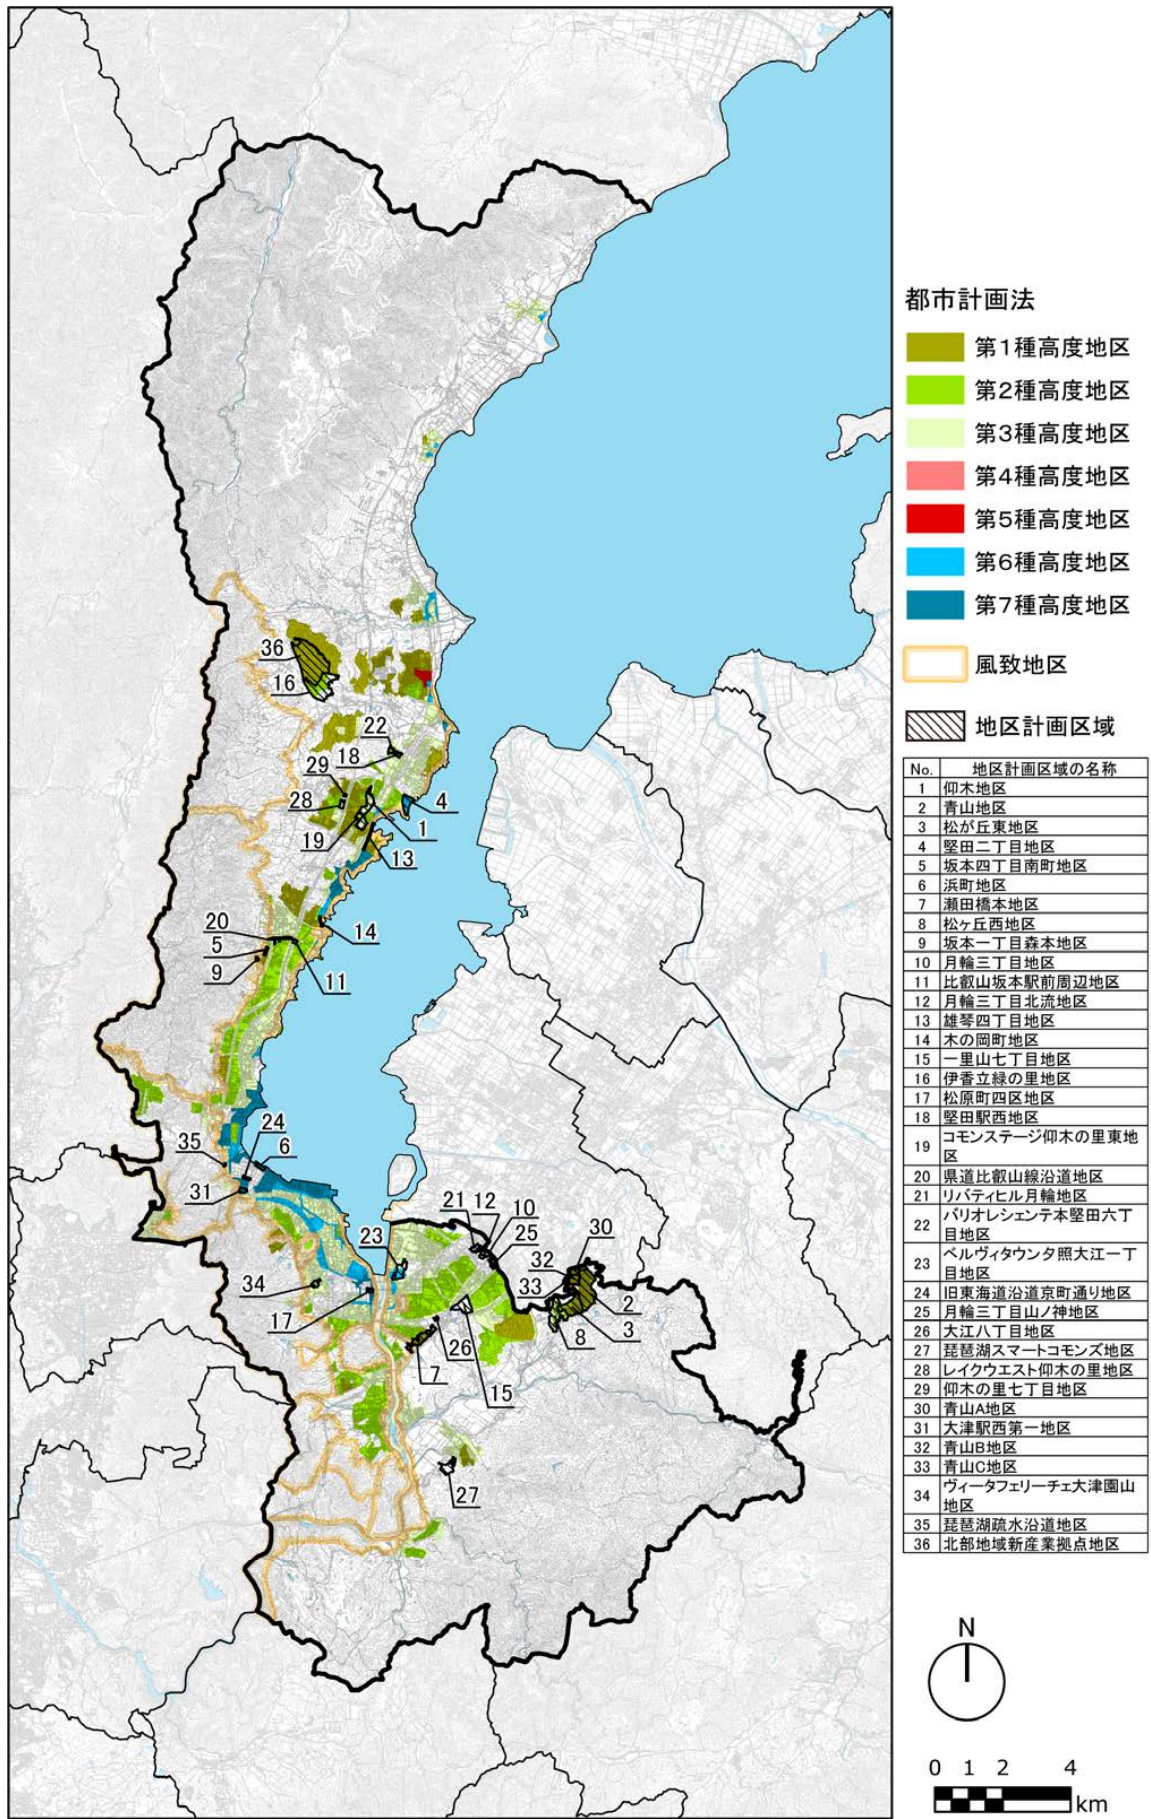 都市計画法
第1種高度地区
第2種高度地区
第3種高度地区
第4種高度地区
第5種高度地区
第6種高度地区
第7種高度地区
風致地区
地区計画区域
No. 地区計画区域の名称
1 仰木地区
2 青山地区
3 松が丘東地区
4 堅田二丁目地区
5 坂本四丁目南町地区
6 浜町地区
7 瀬田橋本地区
8 松ヶ丘西地区
9 坂本一丁目森本地区
10 月輪三丁目地区
11 比叡山坂本駅前周辺地区
12 月輪三丁目北流地区
13 雄琴四丁目地区
14 木の岡町地区
15 一里山七丁目地区
16 伊香立緑の里地区
17 松原町四区地区
18 堅田駅西地区
19 コモンステージ仰木の里東地
区
20 県道比叡山線沿道地区
21 リバティヒル月輪地区
22 バリオレシェンテ本堅田六丁
目地区
23 ベルヴィタウン夕照大江一丁
目地区
24 旧東海道沿道京町通り地区
25 月輪三丁目山ノ神地区
26 大江八丁目地区
27 琵琶湖スマートコモンズ地区
28 レイクウエスト仰木の里地区
29 仰木の里七丁目地区
30 青山A地区
31 大津駅西第一地区
32 青山B地区
33 青山C地区
34 ヴィータフェリーチェ大津園山
地区
35 琵琶湖疏水沿道地区
36 北部地域新産業拠点地区
36
16
22
18
29
28
4
19
1
13
20
5
9
14
11
24
35
6
31
21
12
10
23
25
30
32
33
34
2
17
3
8
26
7
15
27
N
0 1 2 4
km